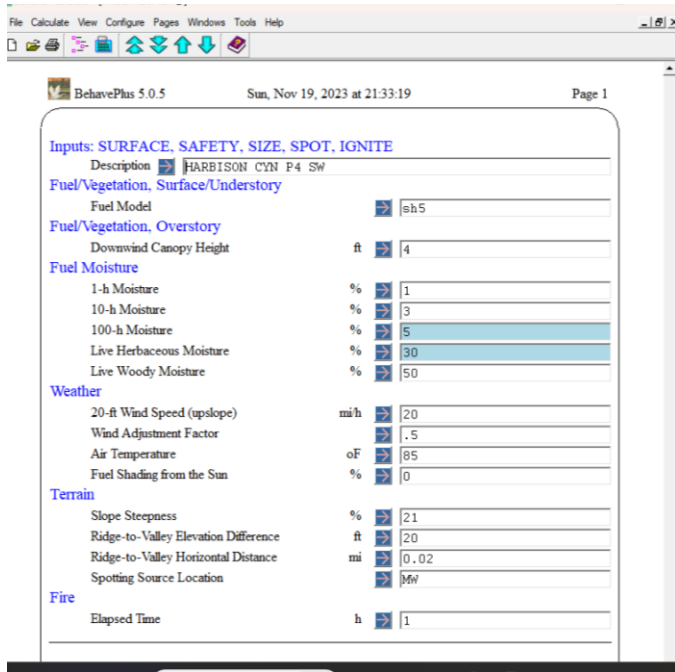 File Calculate View Configure Pages Windows Tools Help
BehavePlus 5.0.5 Sun, Nov 19, 2023 at 21:33:19 Page 1
Inputs: SURFACE, SAFETY, SIZE, SPOT, IGNITE
Description HARBISON CYN P4 SW
Fuel/Vegetation, Surface/Understory
Fuel Model sh5
Fuel/Vegetation, Overstory
Downwind Canopy Height ft 4
Fuel Moisture
1-h Moisture % 1
10-h Moisture % 3
100-h Moisture % 5
Live Herbaceous Moisture % 30
Live Woody Moisture % 50
Weather
20-ft Wind Speed (upslope) mi/h 20
Wind Adjustment Factor .5
Air Temperature oF 85
Fuel Shading from the Sun % 0
Terrain
Slope Steepness % 21
Ridge-to-Valley Elevation Difference ft 20
Ridge-to-Valley Horizontal Distance mi 0.02
Spotting Source Location MW
Fire
Elapsed Time h 1